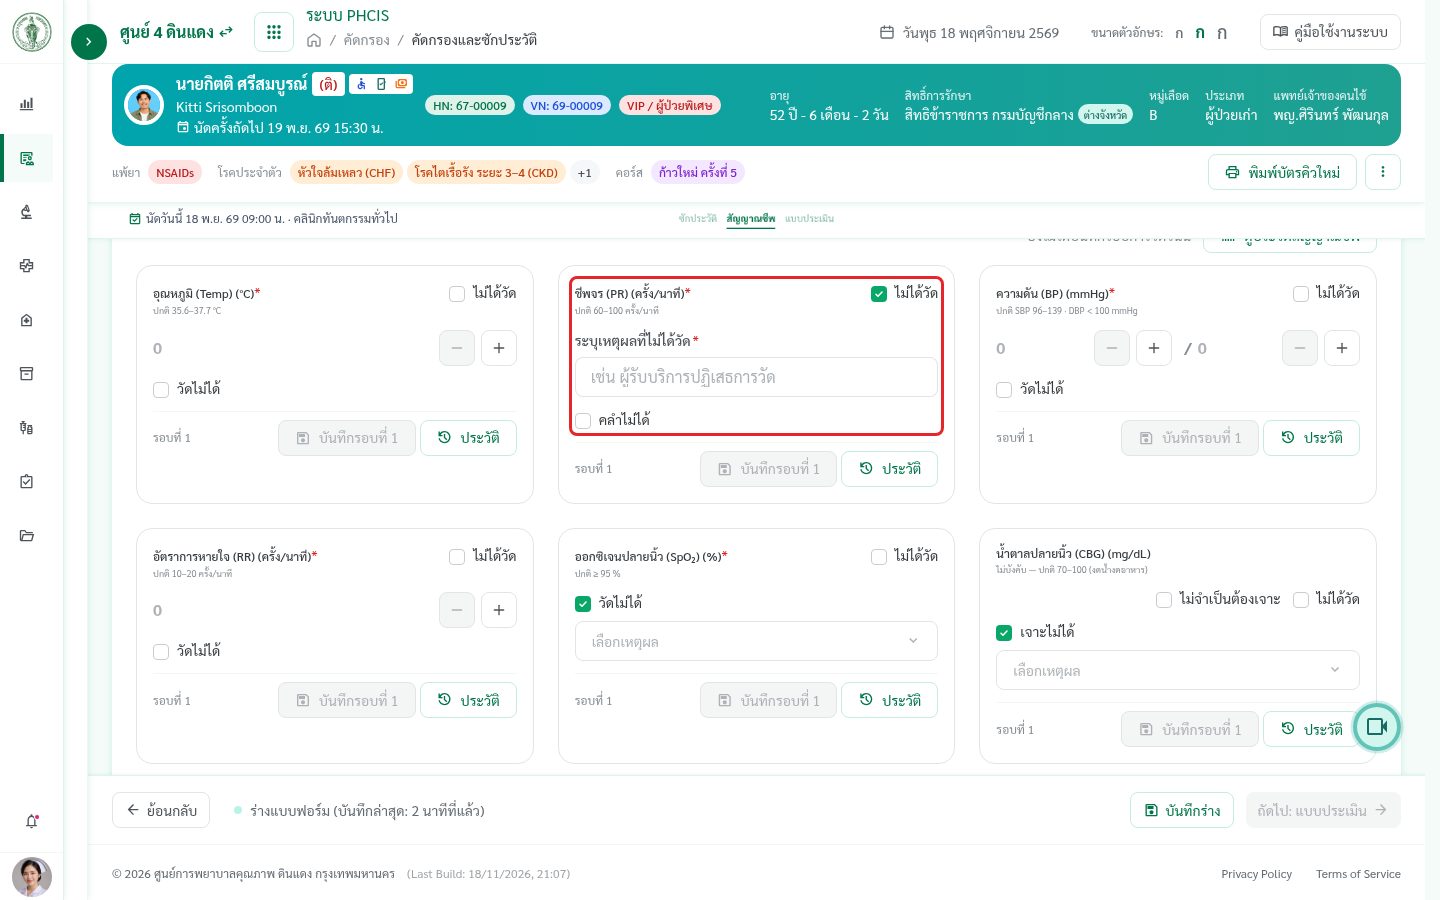 ศูนย์ 4 ดินแดง
ระบบ PHCIS
/ คัดกรอง / คัดกรองและซักประวัติ
วันพุธ 18 พฤศจิกายน 2569
ขนาดตัวอักษร: ก ก ก
คู่มือใช้งานระบบ
นายกิตติ ศรีสมบูรณ์ (ติ)
Kitti Srisomboon
นัดครั้งถัดไป 19 พ.ย. 69 15:30 น.
HN: 67-00009
VN: 69-00009
VIP / ผู้ป่วยพิเศษ
อายุ
52 ปี - 6 เดือน - 2 วัน
สิทธิ์การรักษา
สิทธิข้าราชการ กรมบัญชีกลาง ต่างจังหวัด
หมู่เลือด
B
ประเภท
ผู้ป่วยเก่า
แพทย์เจ้าของคนไข้
พญ.ศิรินทร์ พัฒนกุล
แพ้ยา NSAIDs โรคประจำตัว หัวใจล้มเหลว (CHF) โรคไตเรื้อรัง ระยะ 3–4 (CKD) +1 คอร์ส ก้าวใหม่ ครั้งที่ 5
พิมพ์บัตรคิวใหม่
นัดวันนี้ 18 พ.ย. 69 09:00 น. · คลินิกทันตกรรมทั่วไป
ซักประวัติ สัญญาณชีพ แบบประเมิน
อุณหภูมิ (Temp) (°C)* ไม่ได้วัด
ปกติ 35.6–37.7 °C
0
วัดไม่ได้
รอบที่ 1 บันทึกรอบที่ 1 ประวัติ
ชีพจร (PR) (ครั้ง/นาที)* ไม่ได้วัด
ปกติ 60–100 ครั้ง/นาที
ระบุเหตุผลที่ไม่ได้วัด*
เช่น ผู้รับบริการปฏิเสธการวัด
คลำไม่ได้
รอบที่ 1 บันทึกรอบที่ 1 ประวัติ
ความดัน (BP) (mmHg)* ไม่ได้วัด
ปกติ SBP 96–139 · DBP < 100 mmHg
0 / 0
วัดไม่ได้
รอบที่ 1 บันทึกรอบที่ 1 ประวัติ
อัตราการหายใจ (RR) (ครั้ง/นาที)* ไม่ได้วัด
ปกติ 10–20 ครั้ง/นาที
0
วัดไม่ได้
รอบที่ 1 บันทึกรอบที่ 1 ประวัติ
ออกซิเจนปลายนิ้ว (SpO₂) (%)* ไม่ได้วัด
ปกติ ≥ 95 %
วัดไม่ได้
เลือกเหตุผล
รอบที่ 1 บันทึกรอบที่ 1 ประวัติ
น้ำตาลปลายนิ้ว (CBG) (mg/dL)
ไม่บังคับ — ปกติ 70–100 (งดน้ำงดอาหาร)
ไม่จำเป็นต้องเจาะ ไม่ได้วัด
เจาะไม่ได้
เลือกเหตุผล
รอบที่ 1 บันทึกรอบที่ 1 ประวัติ
ย้อนกลับ
ร่างแบบฟอร์ม (บันทึกล่าสุด: 2 นาทีที่แล้ว)
บันทึกร่าง
ถัดไป: แบบประเมิน
© 2026 ศูนย์การพยาบาลคุณภาพ ดินแดง กรุงเทพมหานคร (Last Build: 18/11/2026, 21:07)
Privacy Policy Terms of Service